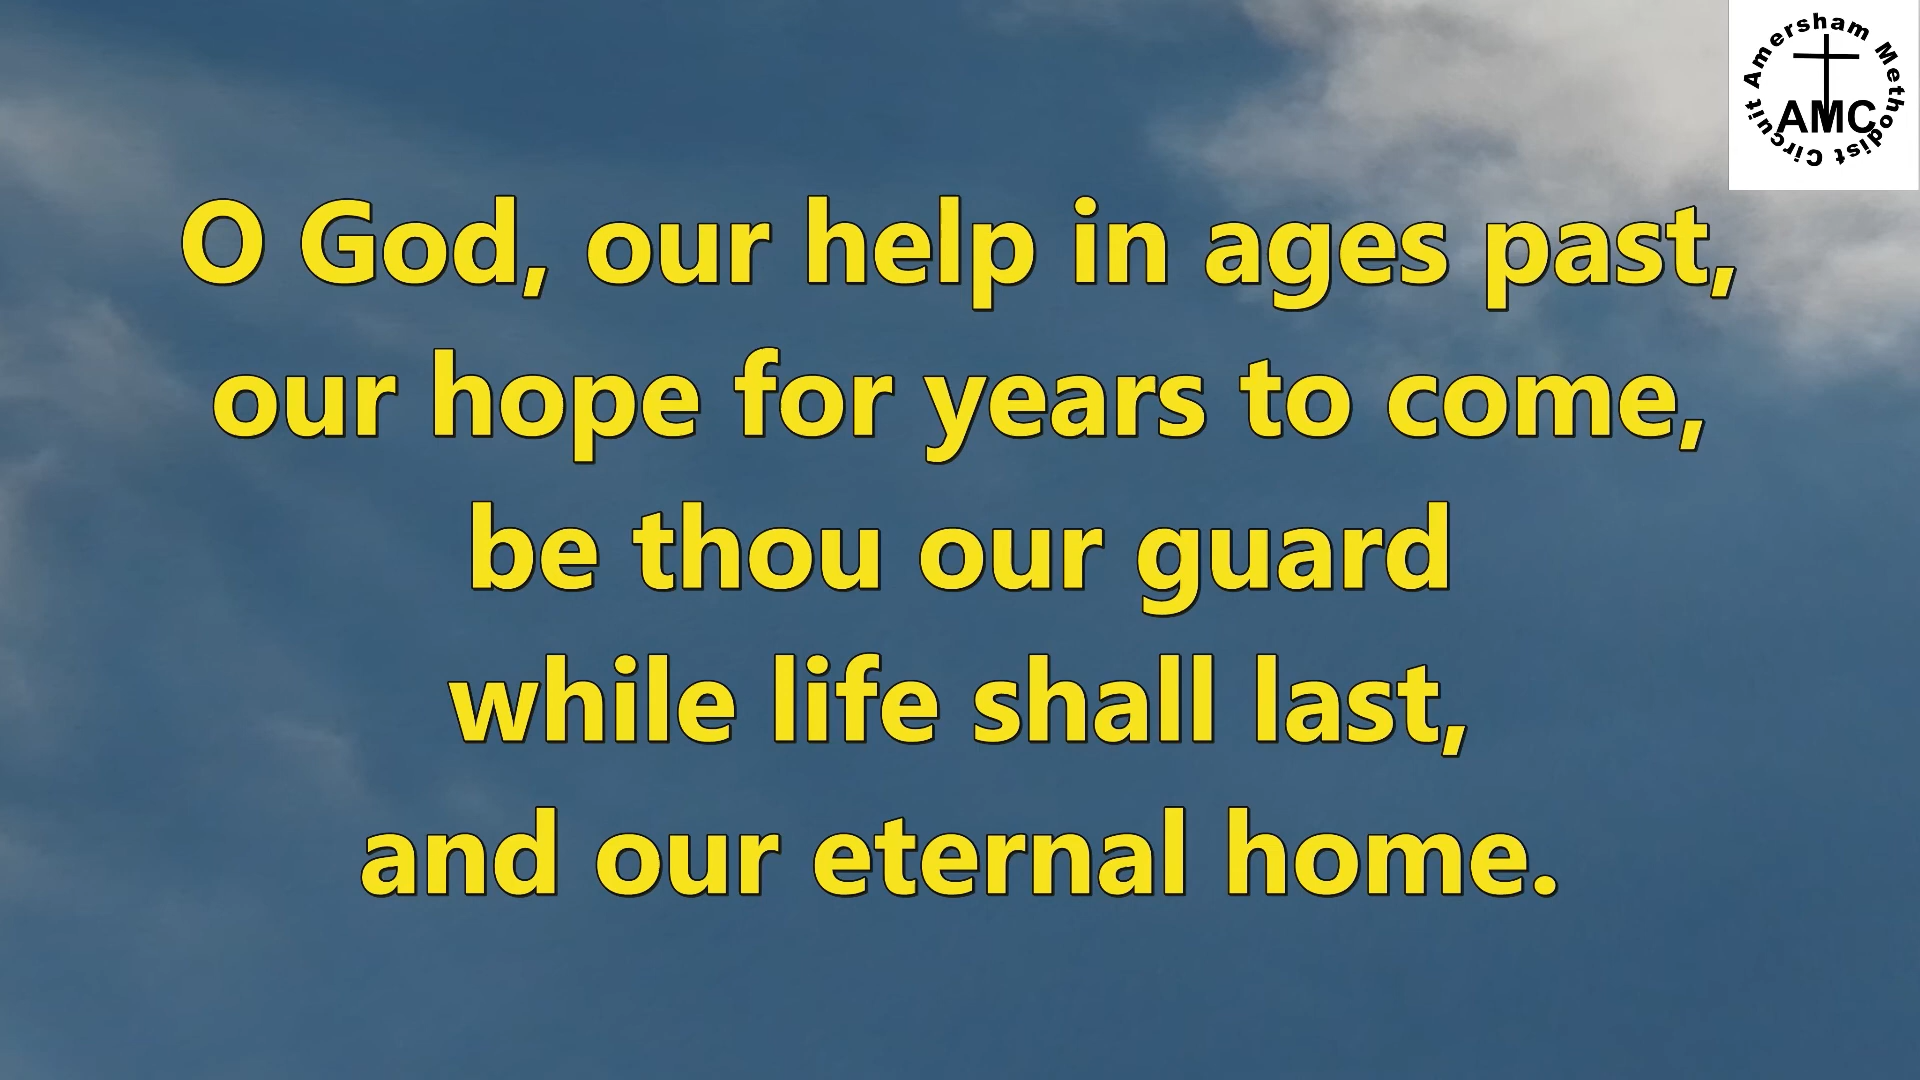 Amersham Methodist Circuit
AMC
O God, our help in ages past,
our hope for years to come,
be thou our guard
while life shall last,
and our eternal home.